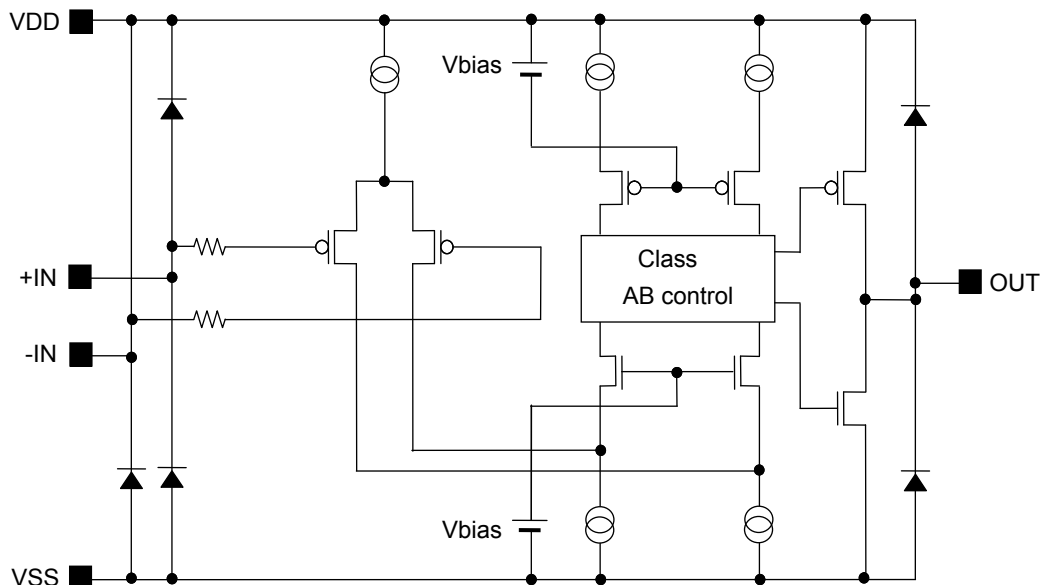 VDD
Vbias
+IN
Class
AB control
OUT
-IN
Vbias
VSS